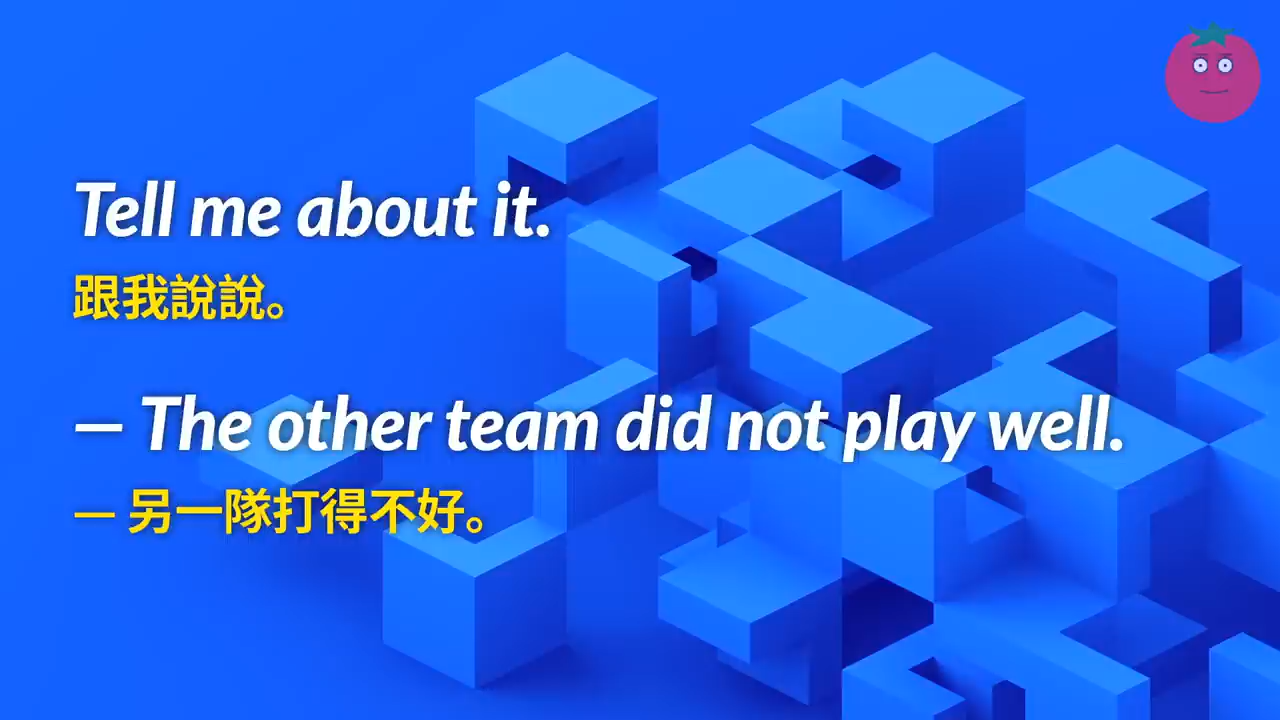 Tell me about it.
跟我說說。
— The other team did not play well.
— 另一隊打得不好。